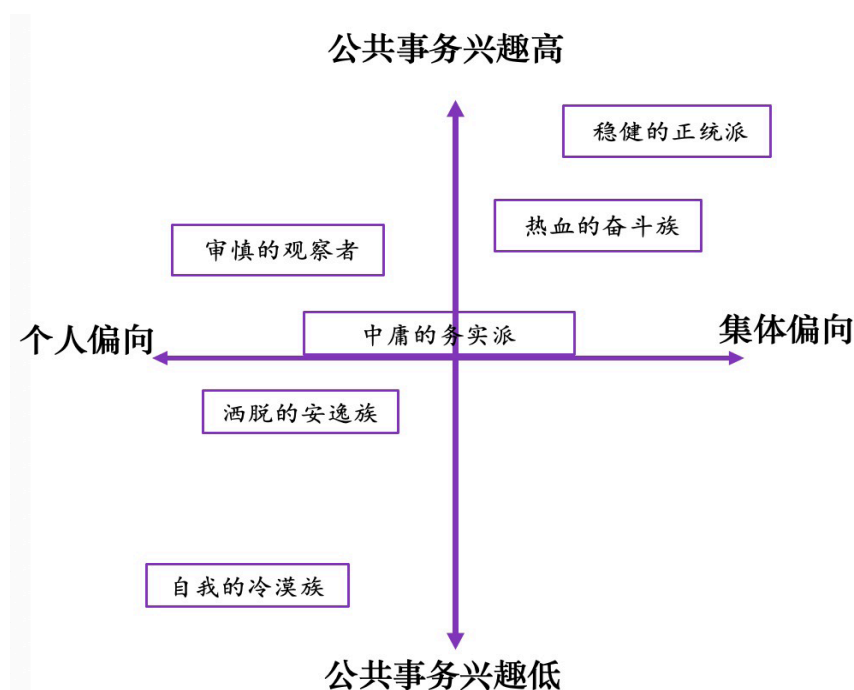 公共事务兴趣高
稳健的正统派
热血的奋斗族
审慎的观察者
中庸的务实派
个人偏向
集体偏向
洒脱的安逸族
自我的冷漠族
公共事务兴趣低